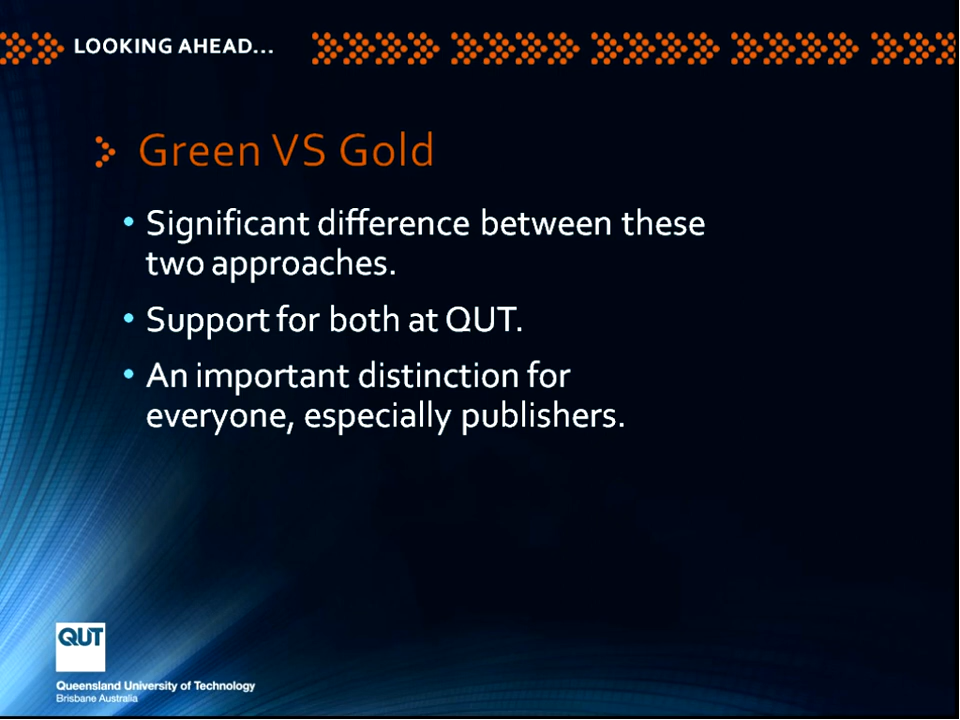 LOOKING AHEAD...
Green VS Gold
• Significant difference between these
two approaches.
• Support for both at QUT.
• An important distinction for
everyone, especially publishers.
QUT
Queensland University of Technology
Brisbane Australia